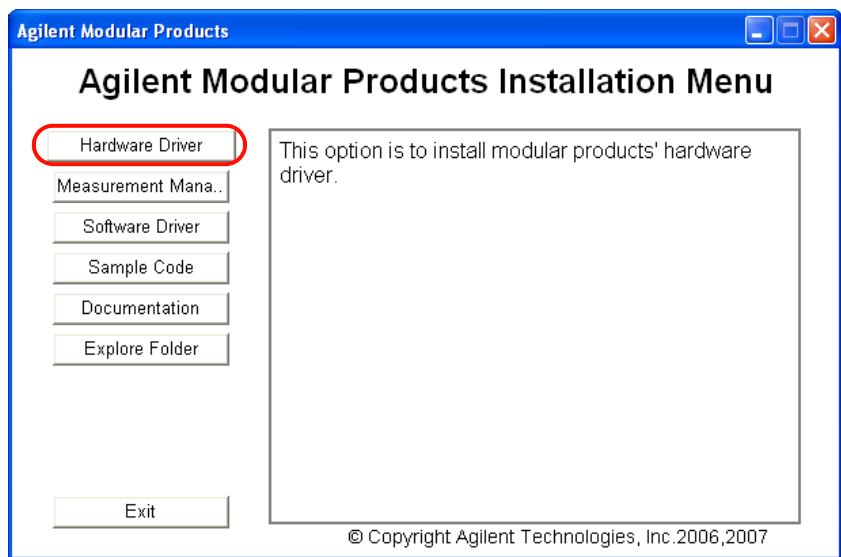 Agilent Modular Products
Agilent Modular Products Installation Menu
Hardware Driver
Measurement Mana..
Software Driver
Sample Code
Documentation
Explore Folder
Exit
This option is to install modular products' hardware
driver.
© Copyright Agilent Technologies, Inc.2006,2007